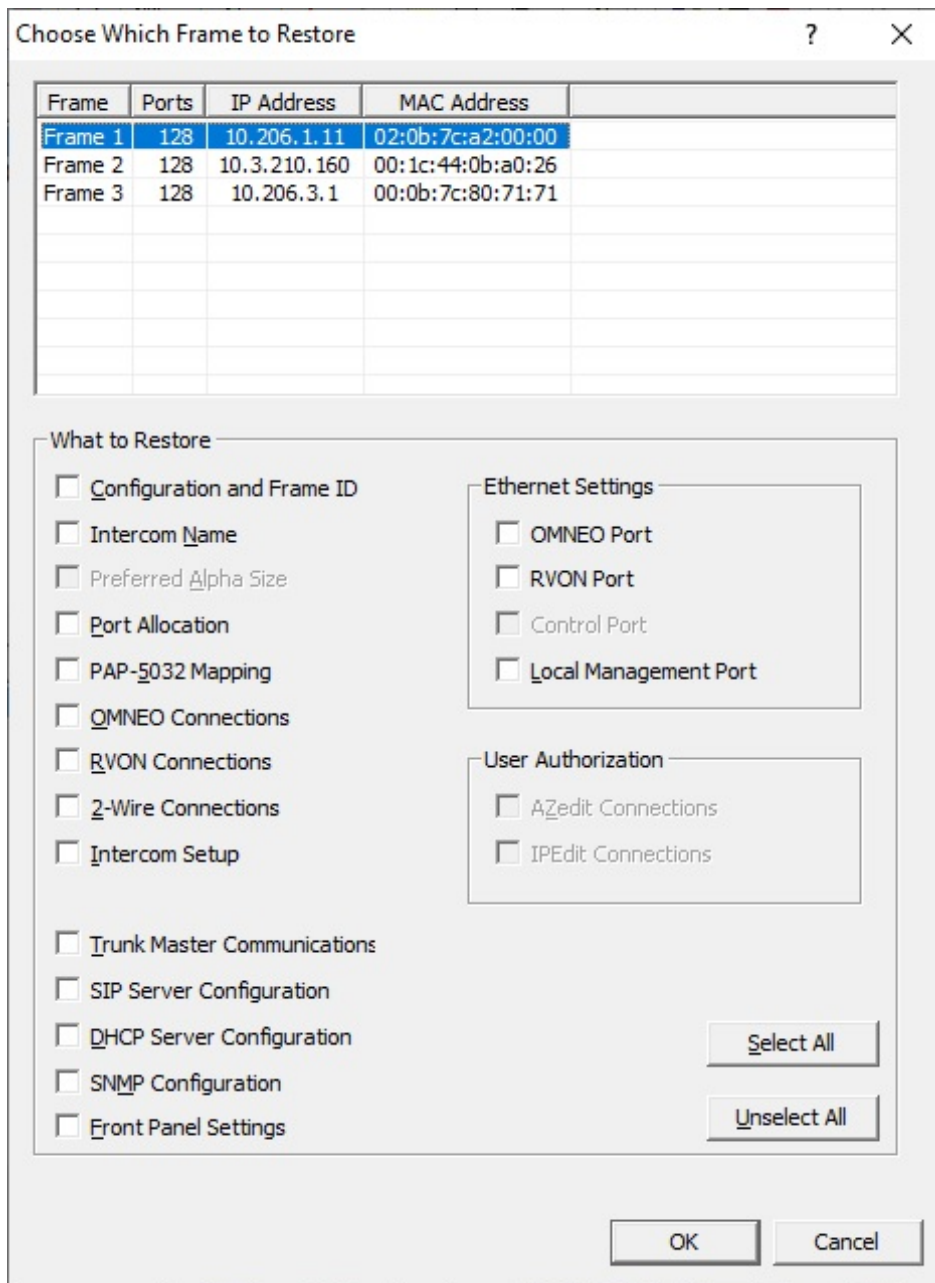 Choose Which Frame to Restore
Frame Ports IP Address MAC Address
Frame 1 128 10.206.1.11 02:0b:7c:a2:00:00
Frame 2 128 10.3.210.160 00:1c:44:0b:a0:26
Frame 3 128 10.206.3.1 00:0b:7c:80:71:71
What to Restore
Configuration and Frame ID
Intercom Name
Preferred Alpha Size
Port Allocation
PAP-5032 Mapping
OMNEO Connections
RVON Connections
2-Wire Connections
Intercom Setup
Trunk Master Communications
SIP Server Configuration
DHCP Server Configuration
SNMP Configuration
Front Panel Settings
Ethernet Settings
OMNEO Port
RVON Port
Control Port
Local Management Port
User Authorization
AZedit Connections
IPEdit Connections
Select All
Unselect All
OK Cancel